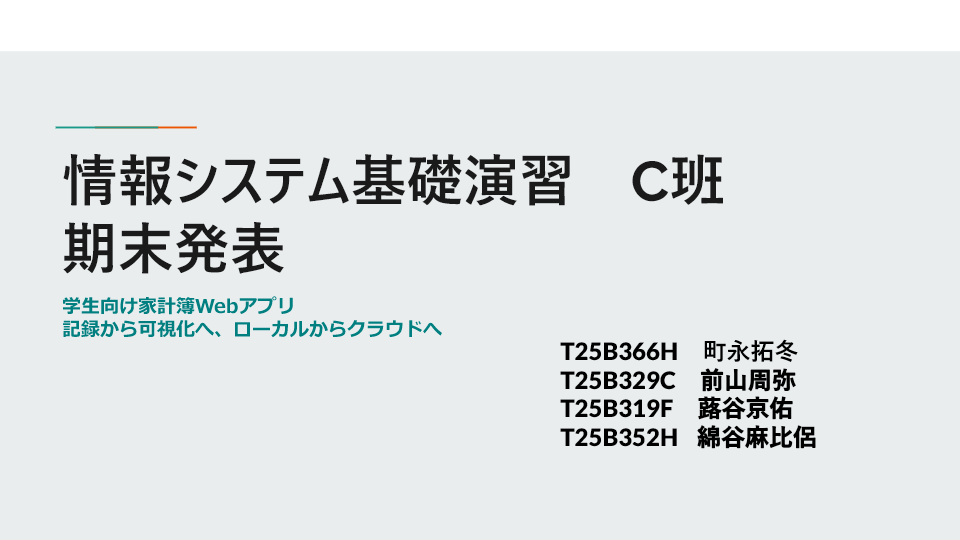 情報システム基礎演習　C班
期末発表
学生向け家計簿Webアプリ
記録から可視化へ、ローカルからクラウドへ
T25B366H　町永拓冬
T25B329C　前山周弥
T25B319F　蕗谷京佑
T25B352H　綿谷麻比侶